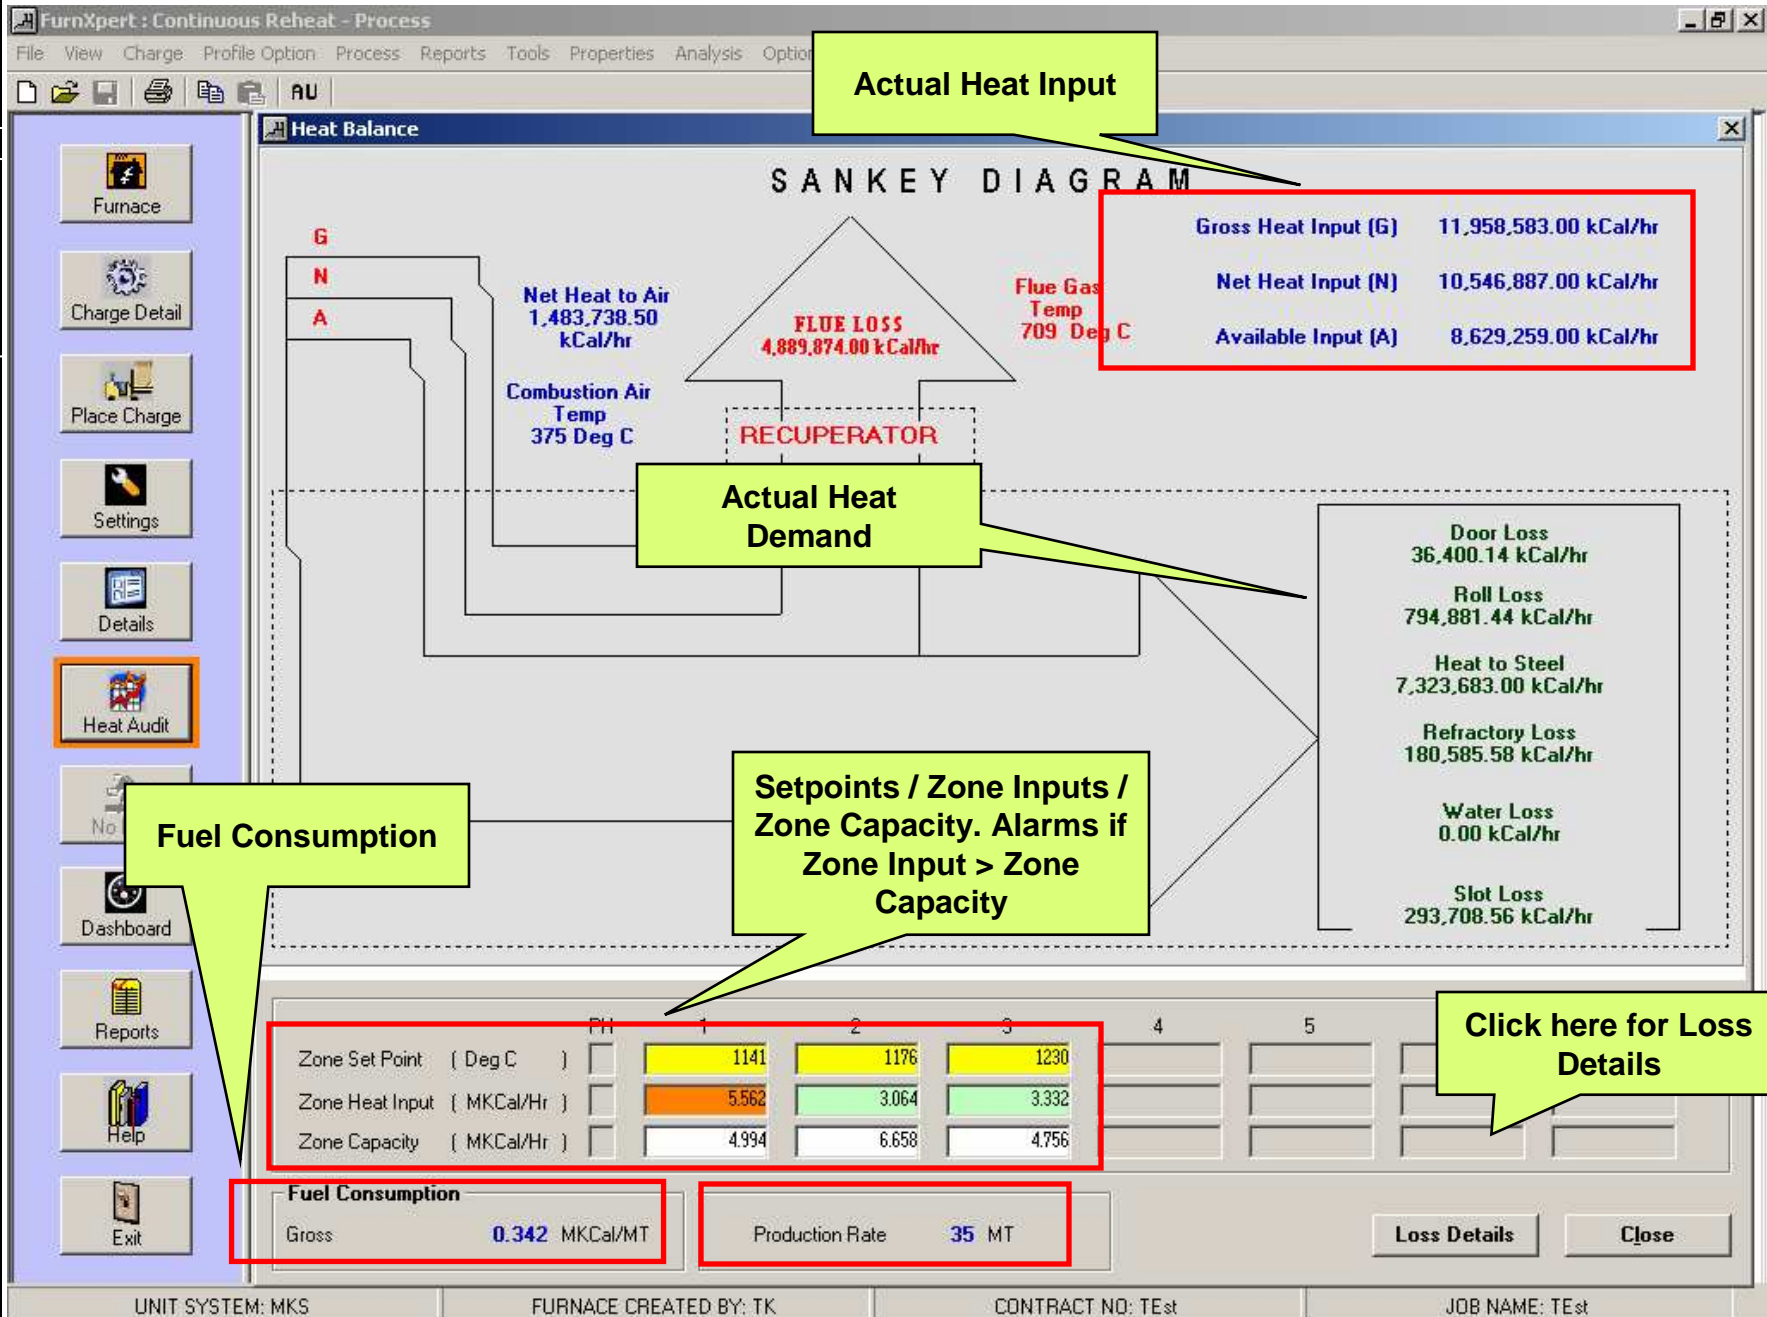 FurnXpert : Continuous Reheat - Process
File View Charge Profile Option Process Reports Tools Properties Analysis
AU
Actual Heat Input
Heat Balance
SANKEY DIAGRAM
Furnace
Charge Detail
Place Charge
Settings
Details
Heat Audit
No
Dashboard
Reports
Help
Exit
G
N
A
Net Heat to Air
1,483,738.50
kCal/hr
Combustion Air
Temp
375 Deg C
FLUE LOSS
4,889,874.00 kCal/hr
RECUPERATOR
Flue Gas
Temp
709 Deg C
Gross Heat Input (G) 11,958,583.00 kCal/hr
Net Heat Input (N) 10,546,887.00 kCal/hr
Available Input (A) 8,629,259.00 kCal/hr
Actual Heat
Demand
Door Loss
36,400.14 kCal/hr
Roll Loss
794,881.44 kCal/hr
Heat to Steel
7,323,683.00 kCal/hr
Refractory Loss
180,585.58 kCal/hr
Water Loss
0.00 kCal/hr
Slot Loss
293,708.56 kCal/hr
Fuel Consumption
Setpoints / Zone Inputs /
Zone Capacity. Alarms if
Zone Input > Zone
Capacity
Click here for Loss
Details
PH 1 2 3 4 5
Zone Set Point ( Deg C ) 1141 1176 1230
Zone Heat Input ( MKCal/Hr ) 5.562 3.064 3.332
Zone Capacity ( MKCal/Hr ) 4.994 6.658 4.756
Fuel Consumption
Gross 0.342 MKCal/MT
Production Rate 35 MT
Loss Details
Close
UNIT SYSTEM: MKS FURNACE CREATED BY: TK CONTRACT NO: TEst JOB NAME: TEst